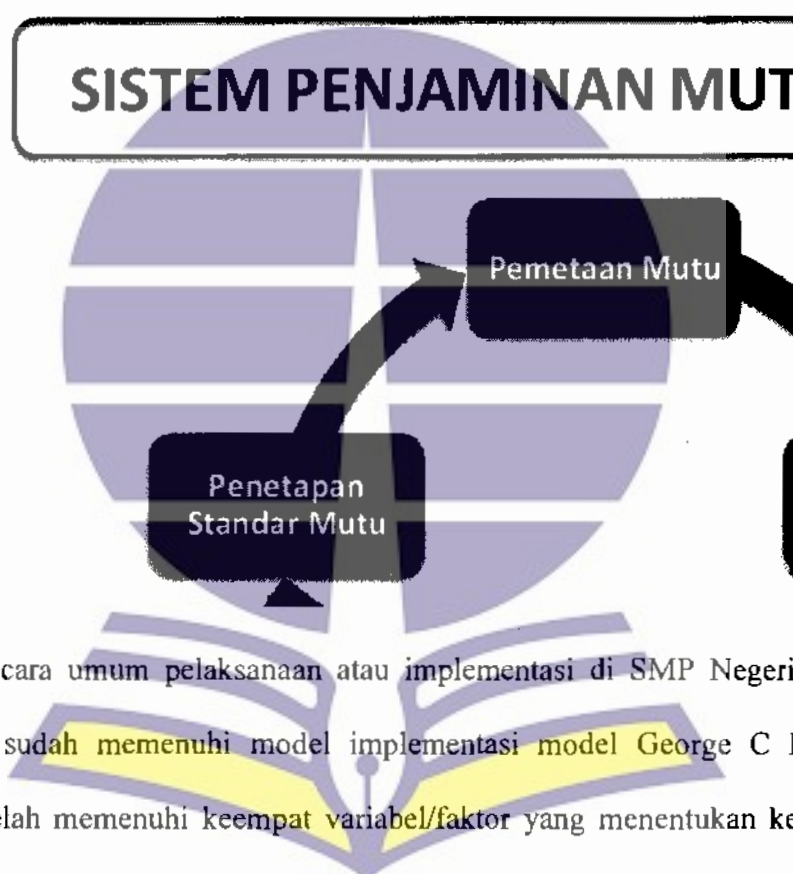 SISTEM PENJAMINAN MUT
Pemetaan Mutu
Penetapan
Standar Mutu
cara umum pelaksanaan atau implementasi di SMP Negeri
sudah memenuhi model implementasi model George C
elah memenuhi keempat variabel/faktor yang menentukan ke